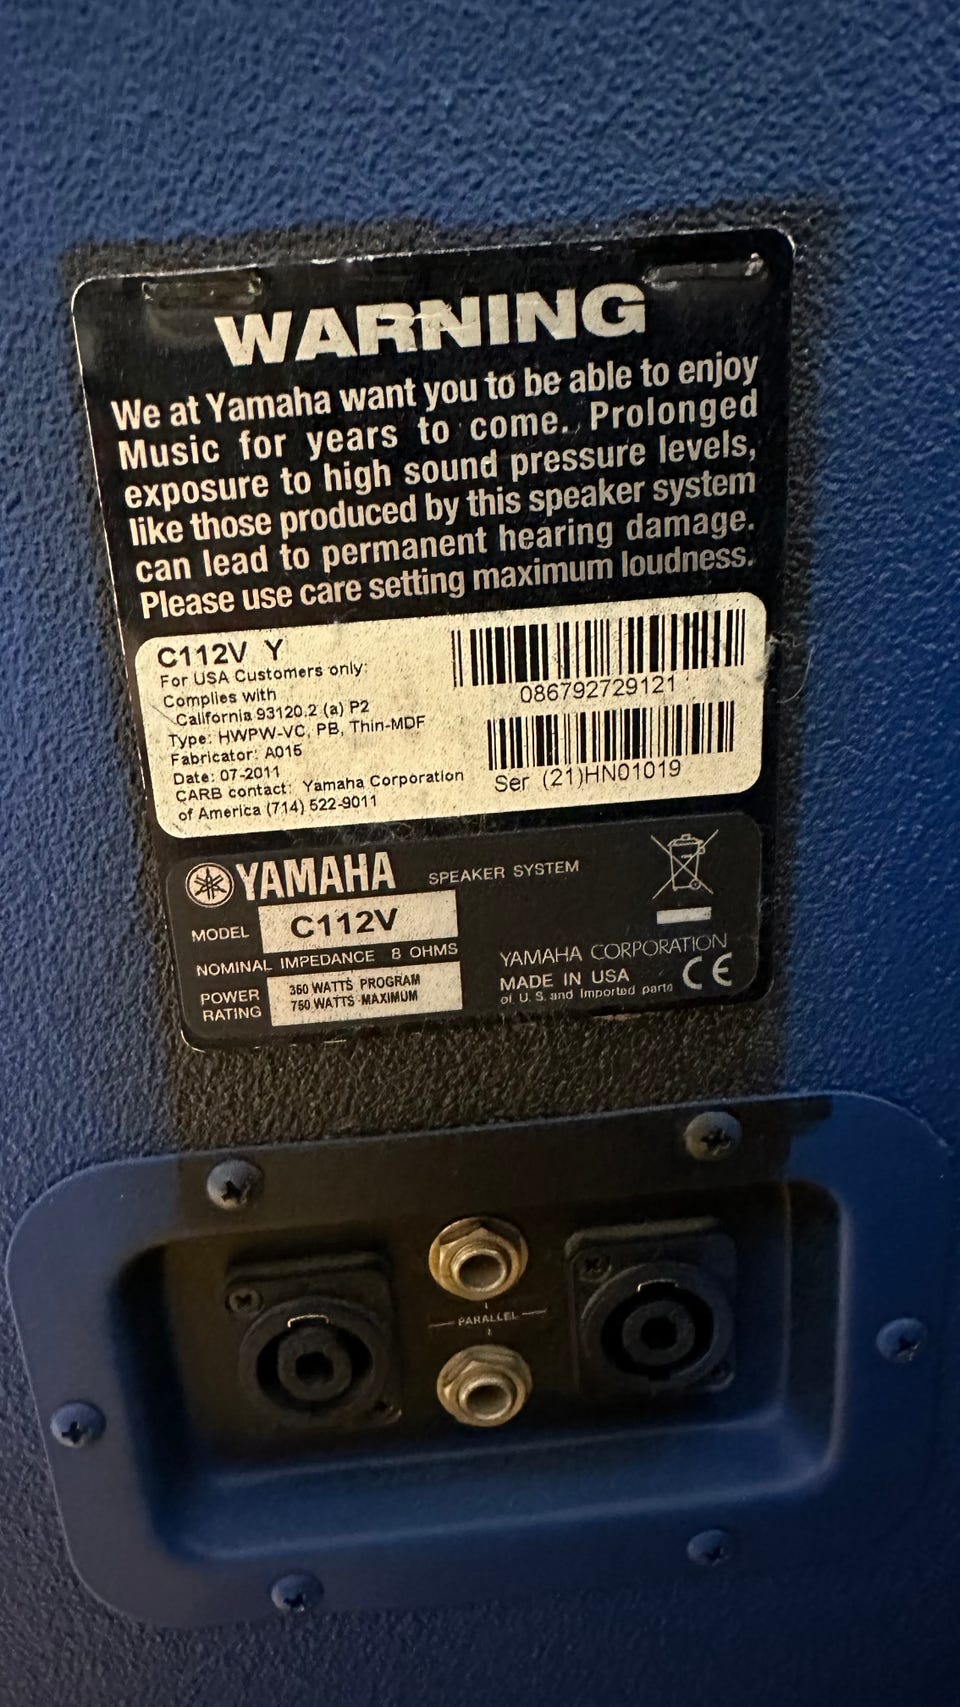 WARNING
We at Yamaha want you to be able to enjoy
Music for years to come. Prolonged
exposure to high sound pressure levels,
like those produced by this speaker system
can lead to permanent hearing damage.
Please use care setting maximum loudness.
C112V Y
For USA Customers only:
Complies with
California 93120.2 (a) P2
Type: HWPW-VC, PB, Thin-MDF
Fabricator: A015
Date: 07-2011
CARB contact: Yamaha Corporation
of America (714) 522-9011
086792729121
Ser (21)HN01019
YAMAHA SPEAKER SYSTEM
MODEL C112V
NOMINAL IMPEDANCE 8 OHMS
POWER RATING
350 WATTS PROGRAM
750 WATTS MAXIMUM
YAMAHA CORPORATION
MADE IN USA
of U.S. and Imported parts
CE
1
PARALLEL
2